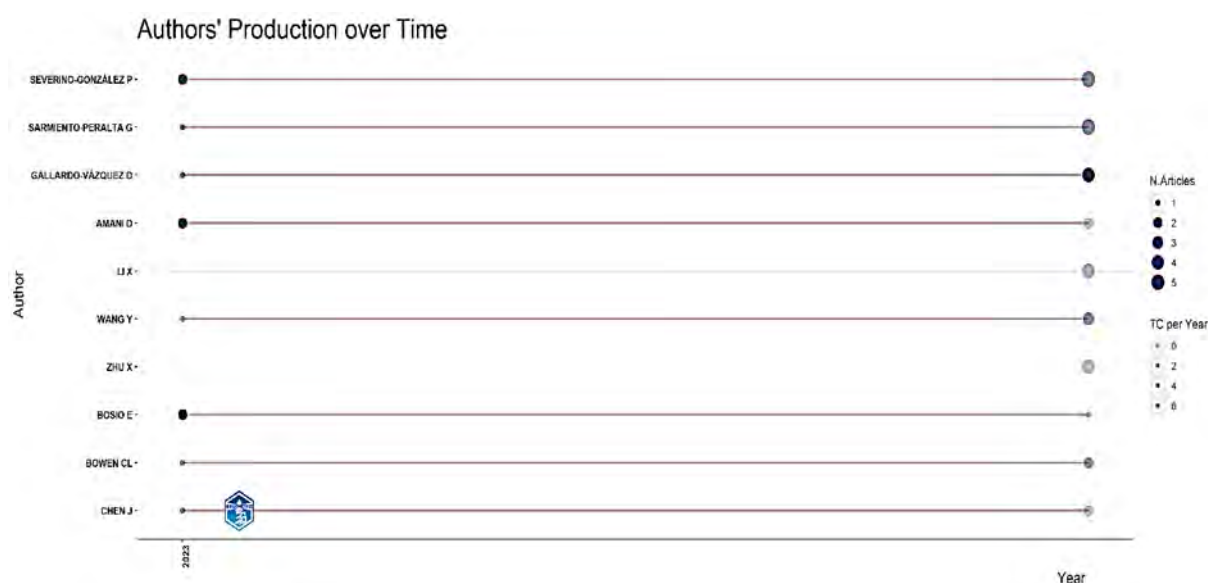 Authors' Production over Time
SEVERINO-GONZÁLEZ P
SARMIENTO-PERALTA G
GALLARDO-VÁZQUEZ D
AMANI D
LI X
WANG Y
ZHU X
BOSIO E
BOWEN CL
CHEN J
Author
2023
Year
N.Articles
1
2
3
4
5
TC per Year
0
2
4
6